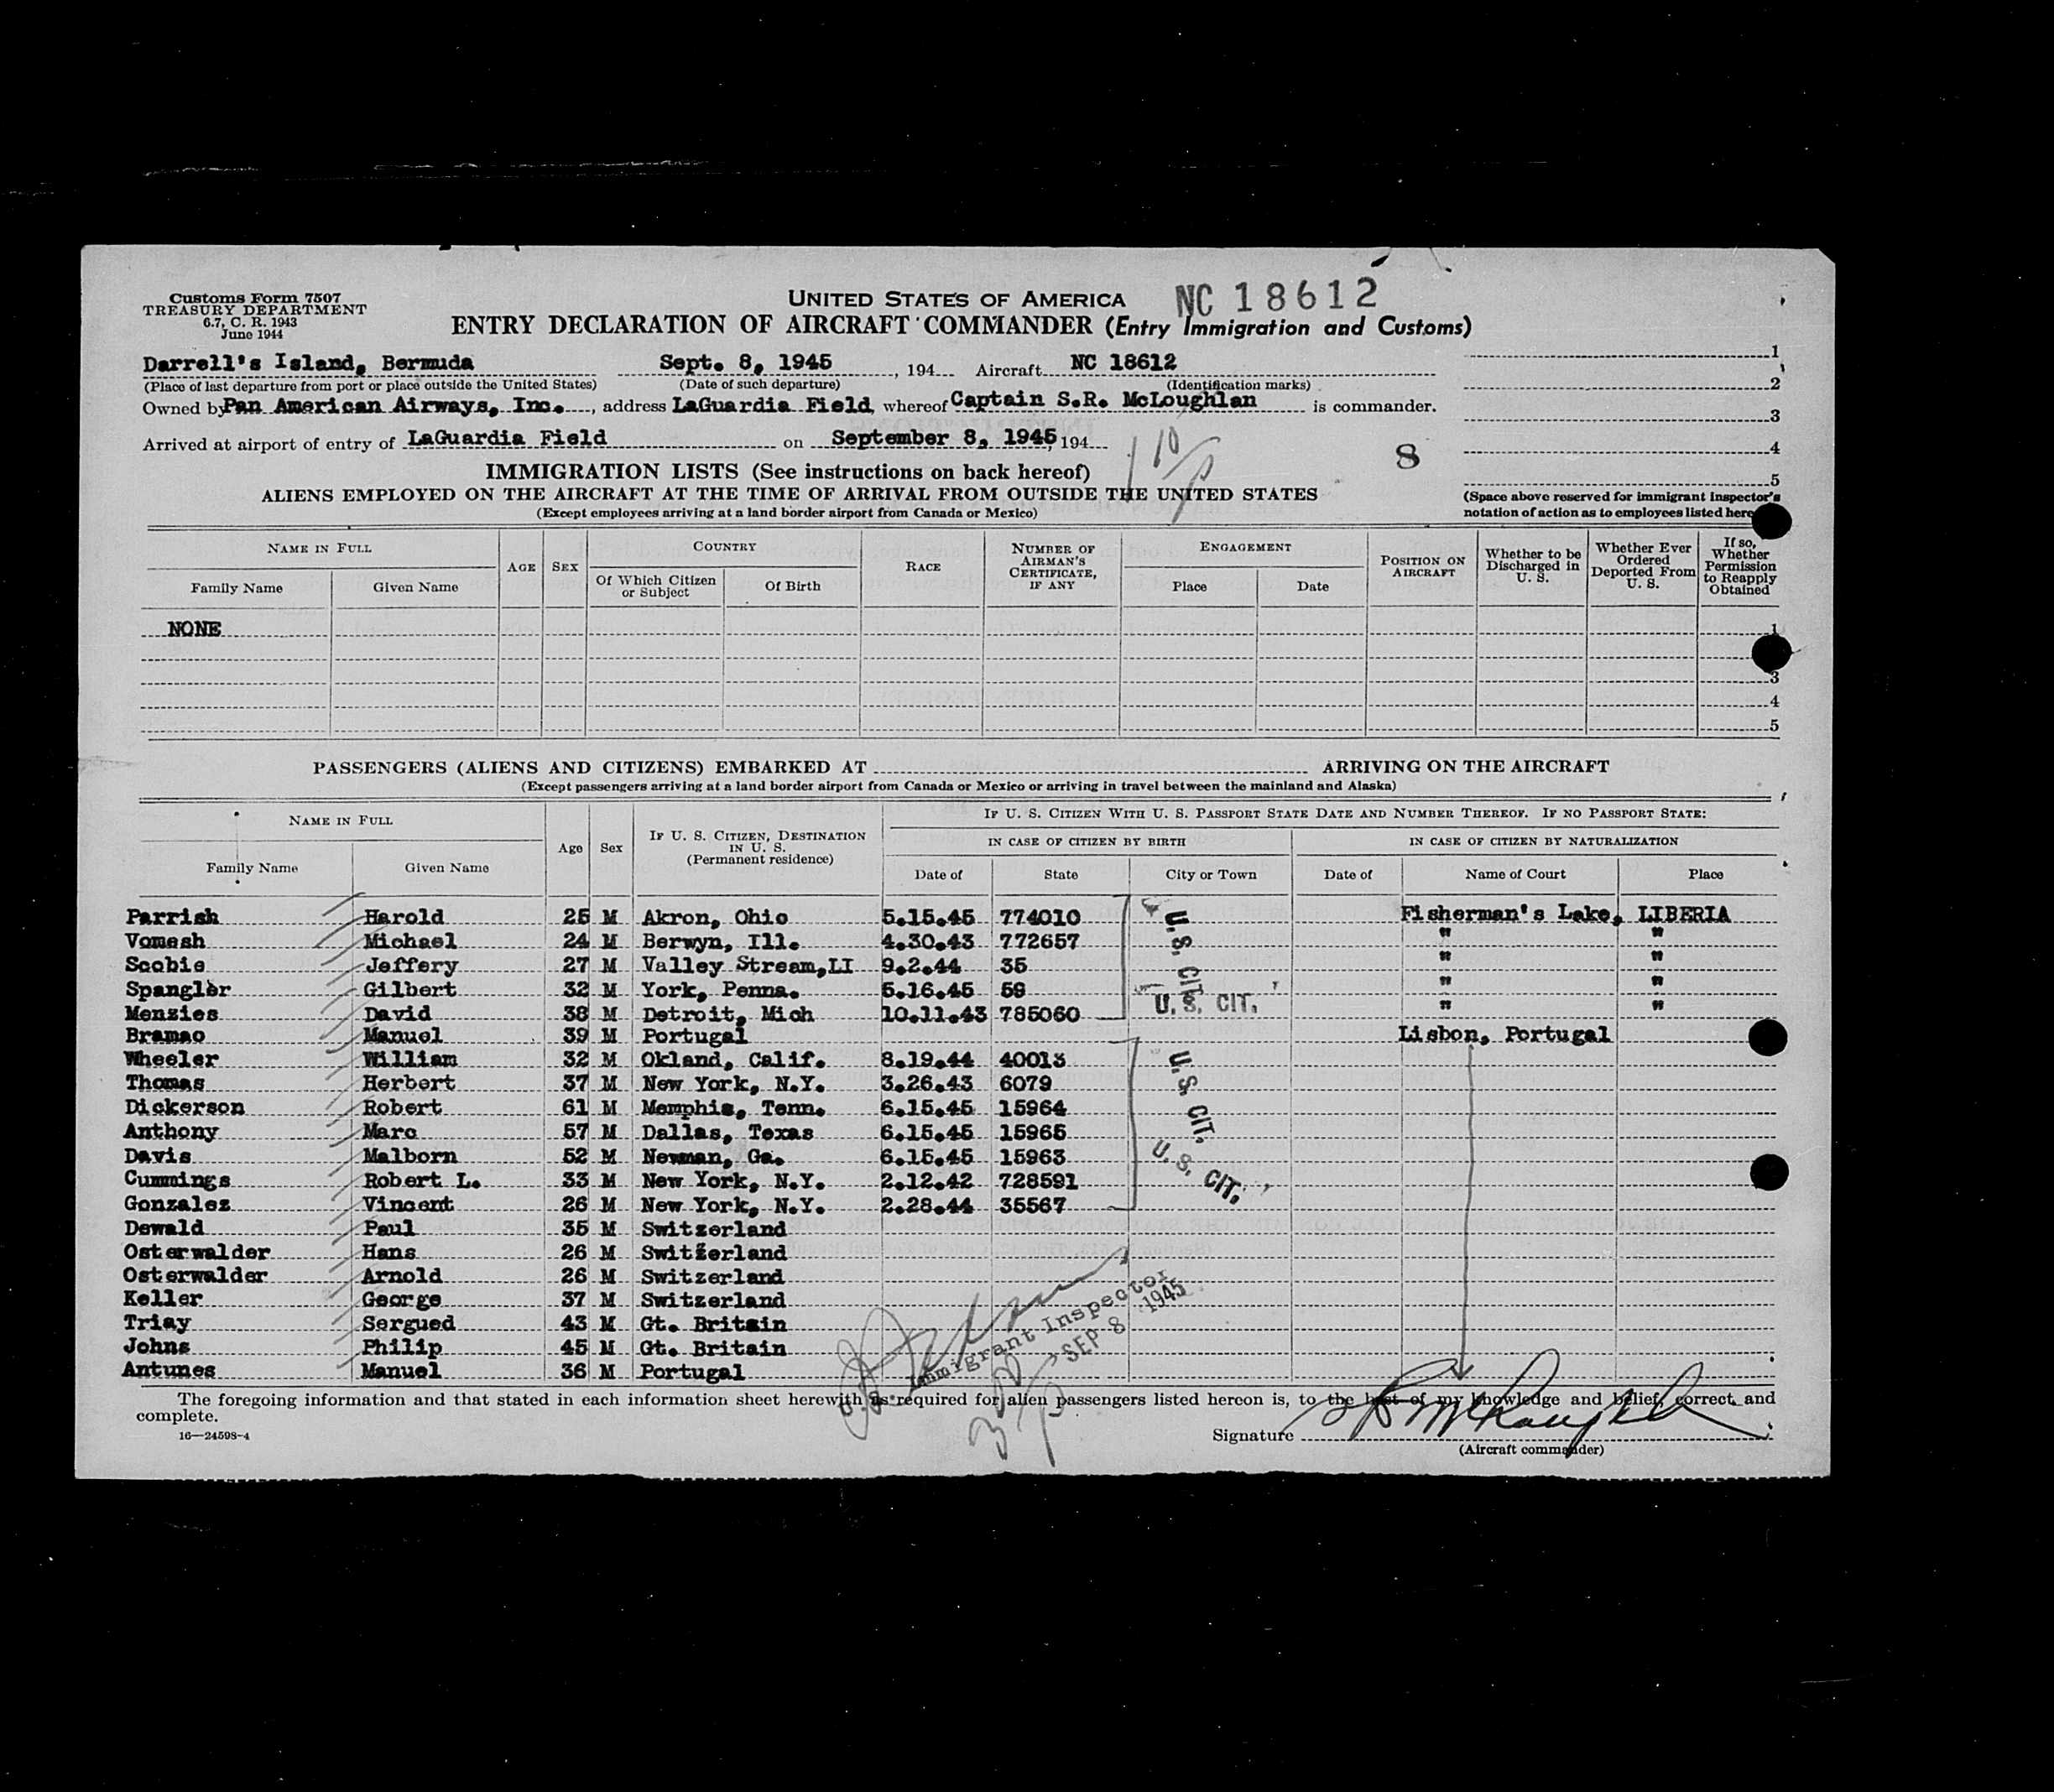 Customs Form 7507
TREASURY DEPARTMENT
6.7, C. R. 1943
June 1944
UNITED STATES OF AMERICA NC 18612
ENTRY DECLARATION OF AIRCRAFT COMMANDER (Entry Immigration and Customs)
Darrell's Island, Bermuda Sept. 8, 1945, 194 Aircraft NC 18612 1
(Place of last departure from port or place outside the United States) (Date of such departure) (Identification marks) 2
Owned by Pan American Airways, Inc., address LaGuardia Field, whereof Captain S.R. McLoughlan is commander. 3
Arrived at airport of entry of LaGuardia Field on September 8, 1945, 194 8 4
IMMIGRATION LISTS (See instructions on back hereof) 5
ALIENS EMPLOYED ON THE AIRCRAFT AT THE TIME OF ARRIVAL FROM OUTSIDE THE UNITED STATES
(Except employees arriving at a land border airport from Canada or Mexico)
(Space above reserved for immigrant inspector's
notation of action as to employees listed
NAME IN FULL
Family Name Given Name
AGE SEX
COUNTRY
Of Which Citizen or Subject Of Birth
RACE
NUMBER OF AIRMAN'S CERTIFICATE, IF ANY
ENGAGEMENT
Place Date
POSITION ON AIRCRAFT
Whether to be Discharged in U. S.
Whether Ever Ordered Deported From U. S.
If so, Whether Permission to Reapply Obtained
NONE 1
3
4
5
PASSENGERS (ALIENS AND CITIZENS) EMBARKED AT ARRIVING ON THE AIRCRAFT
(Except passengers arriving at a land border airport from Canada or Mexico or arriving in travel between the mainland and Alaska)
NAME IN FULL
Family Name Given Name
Age Sex
IF U. S. CITIZEN, DESTINATION IN U. S. (Permanent residence)
IF U. S. CITIZEN WITH U. S. PASSPORT STATE DATE AND NUMBER THEREOF. IF NO PASSPORT STATE:
IN CASE OF CITIZEN BY BIRTH IN CASE OF CITIZEN BY NATURALIZATION
Date of State City or Town Date of Name of Court Place
Parrish Harold 25 M Akron, Ohio 5.15.45 774010 Fisherman's Lake, LIBERIA
Vomesh Michael 24 M Berwyn, Ill. 4.30.43 772657 " "
Scobie Jeffery 27 M Valley Stream,LI 9.2.44 35 " "
Spangler Gilbert 32 M York, Penna. 5.16.45 59 " "
Menzies David 38 M Detroit, Mich 10.11.43 785060 " "
Bramao Manuel 39 M Portugal Lisbon, Portugal
Wheeler William 32 M Okland, Calif. 8.19.44 40013
Thomas Herbert 37 M New York, N.Y. 3.26.43 6079
Dickerson Robert 61 M Memphis, Tenn. 6.15.45 15964
Anthony Marc 57 M Dallas, Texas 6.15.45 15965
Davis Malborn 52 M Newman, Ga. 6.15.45 15963
Cummings Robert L. 33 M New York, N.Y. 2.12.42 728591
Gonzalez Vincent 26 M New York, N.Y. 2.28.44 35567
Dewald Paul 35 M Switzerland
Osterwalder Hans 26 M Switzerland
Osterwalder Arnold 26 M Switzerland
Keller George 37 M Switzerland
Triay Sergued 43 M Gt. Britain
Johns Philip 45 M Gt. Britain
Antunes Manuel 36 M Portugal
U. S. CIT.
U. S. CIT.
U. S. CIT.
U. S. CIT.
Immigrant Inspector
SEP 8 1945
The foregoing information and that stated in each information sheet herewith as required for alien passengers listed hereon is, to the best of my knowledge and belief, correct and
complete.
16—24598-4
Signature S R McLoughlan
(Aircraft commander)